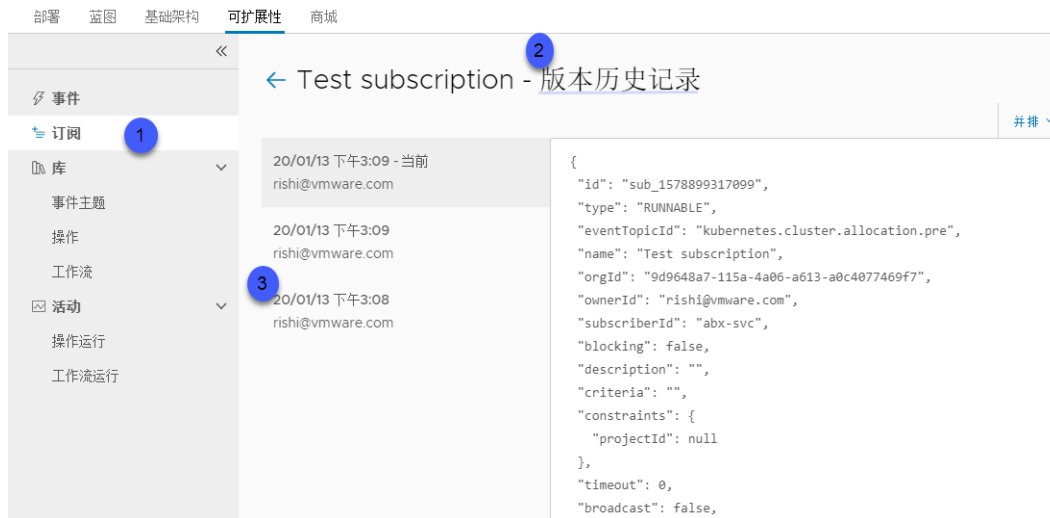 部署 蓝图 基础架构 可扩展性 商城
«
2
← Test subscription - 版本历史记录
事件
订阅 1
库
事件主题
操作
工作流
活动
操作运行
工作流运行
并排
20/01/13 下午3:09 - 当前
rishi@vmware.com
20/01/13 下午3:09
rishi@vmware.com
3
20/01/13 下午3:08
rishi@vmware.com
{
"id": "sub_1578899317099",
"type": "RUNNABLE",
"eventTopicId": "kubernetes.cluster.allocation.pre",
"name": "Test subscription",
"orgId": "9d9648a7-115a-4a06-a613-a0c4077469f7",
"ownerId": "rishi@vmware.com",
"subscriberId": "abx-svc",
"blocking": false,
"description": "",
"criteria": "",
"constraints": {
"projectId": null
},
"timeout": 0,
"broadcast": false,